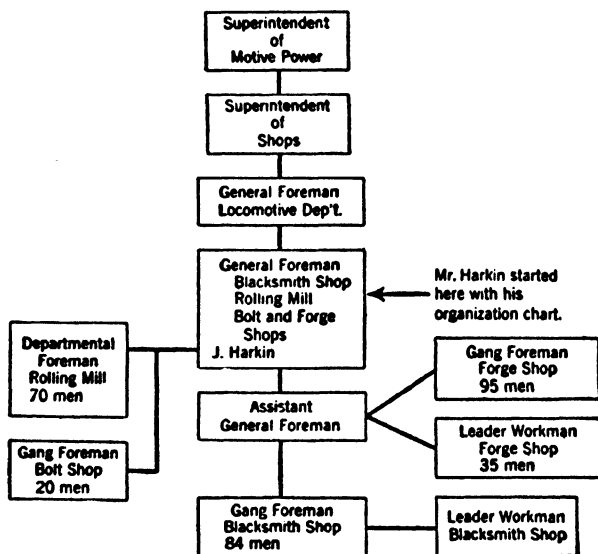 Superintendent
of
Motive Power
Superintendent
of
Shops
General Foreman
Locomotive Dep't.
General Foreman
Blacksmith Shop
Rolling Mill
Bolt and Forge
Shops
J. Harkin
Mr. Harkin started
here with his
organization chart.
Departmental
Foreman
Rolling Mill
70 men
Gang Foreman
Forge Shop
95 men
Assistant
General Foreman
Gang Foreman
Bolt Shop
20 men
Leader Workman
Forge Shop
35 men
Gang Foreman
Blacksmith Shop
84 men
Leader Workman
Blacksmith Shop